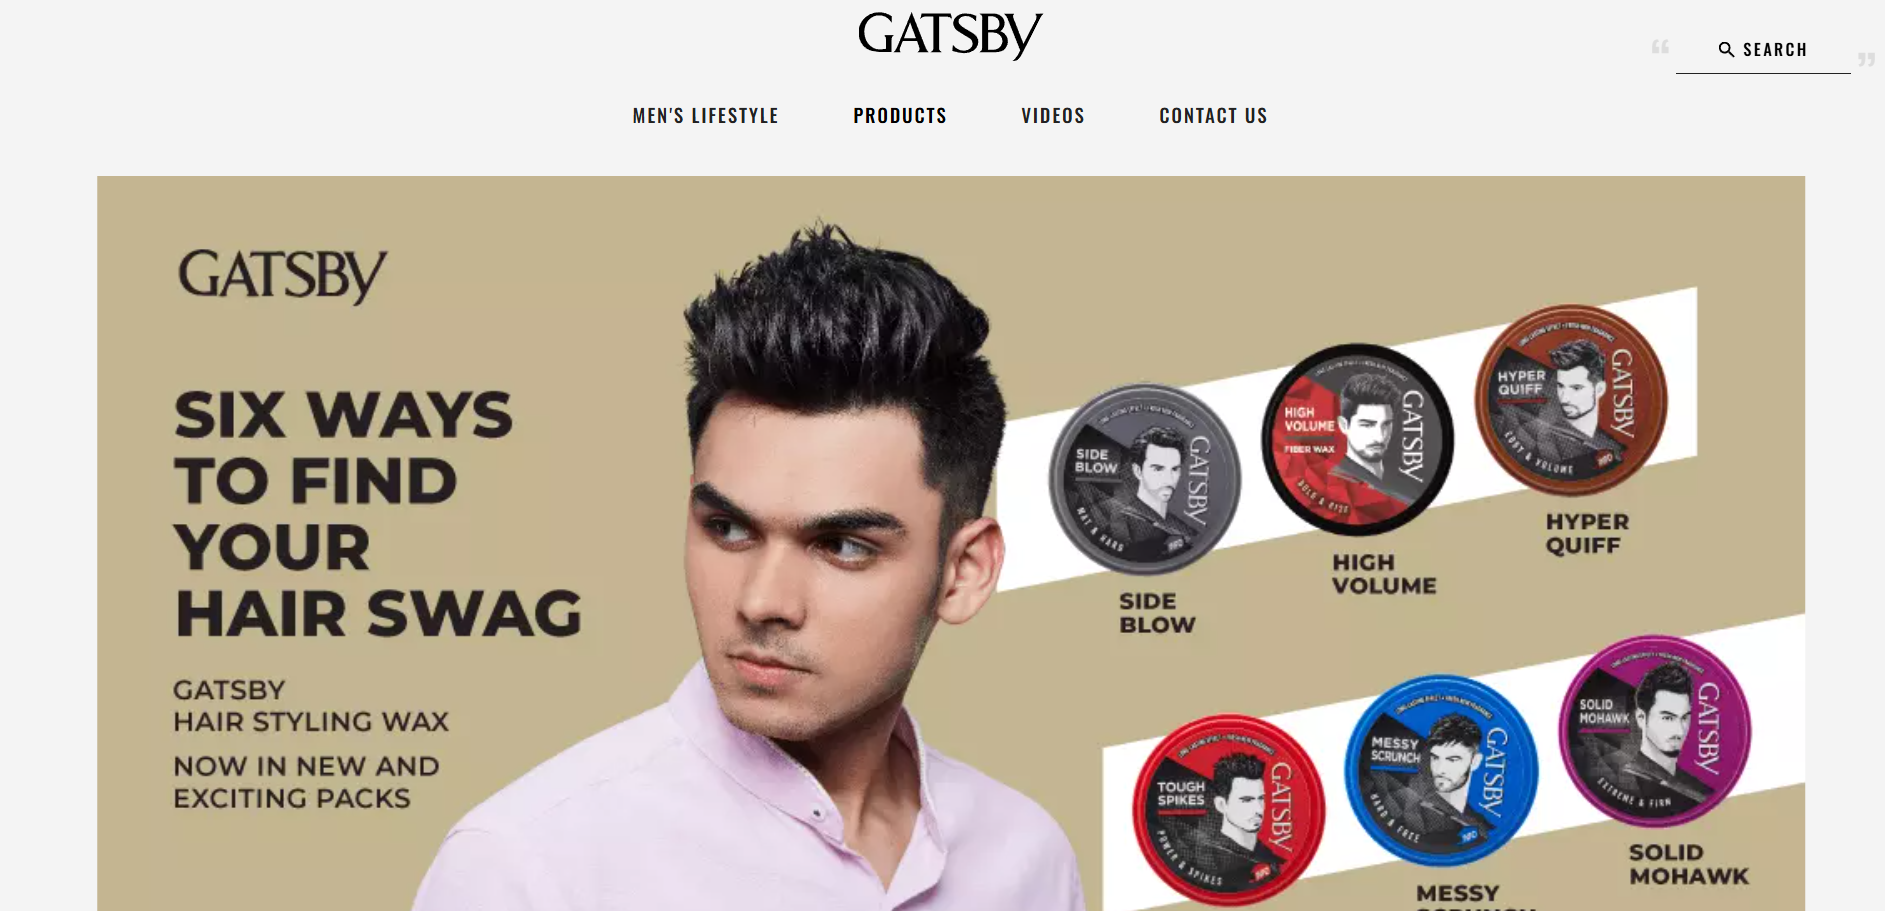 GATSBY
SEARCH
MEN'S LIFESTYLE
PRODUCTS
VIDEOS
CONTACT US
GATSBY
SIX WAYS
TO FIND
YOUR
HAIR SWAG
GATSBY
HAIR STYLING WAX
NOW IN NEW AND
EXCITING PACKS
SIDE
BLOW
GATSBY
MAT & HARD
SIDE
BLOW
HIGH
VOLUME
FIBER WAX
GATSBY
BOLD & RISE
HIGH
VOLUME
HYPER
QUIFF
GATSBY
EDGY & VOLUME
HYPER
QUIFF
TOUGH
SPIKES
GATSBY
POWER & SPIKES
MESSY
SCRUNCH
GATSBY
HARD & FREE
MESSY
SOLID
MOHAWK
GATSBY
EXTREME & FIRM
SOLID
MOHAWK